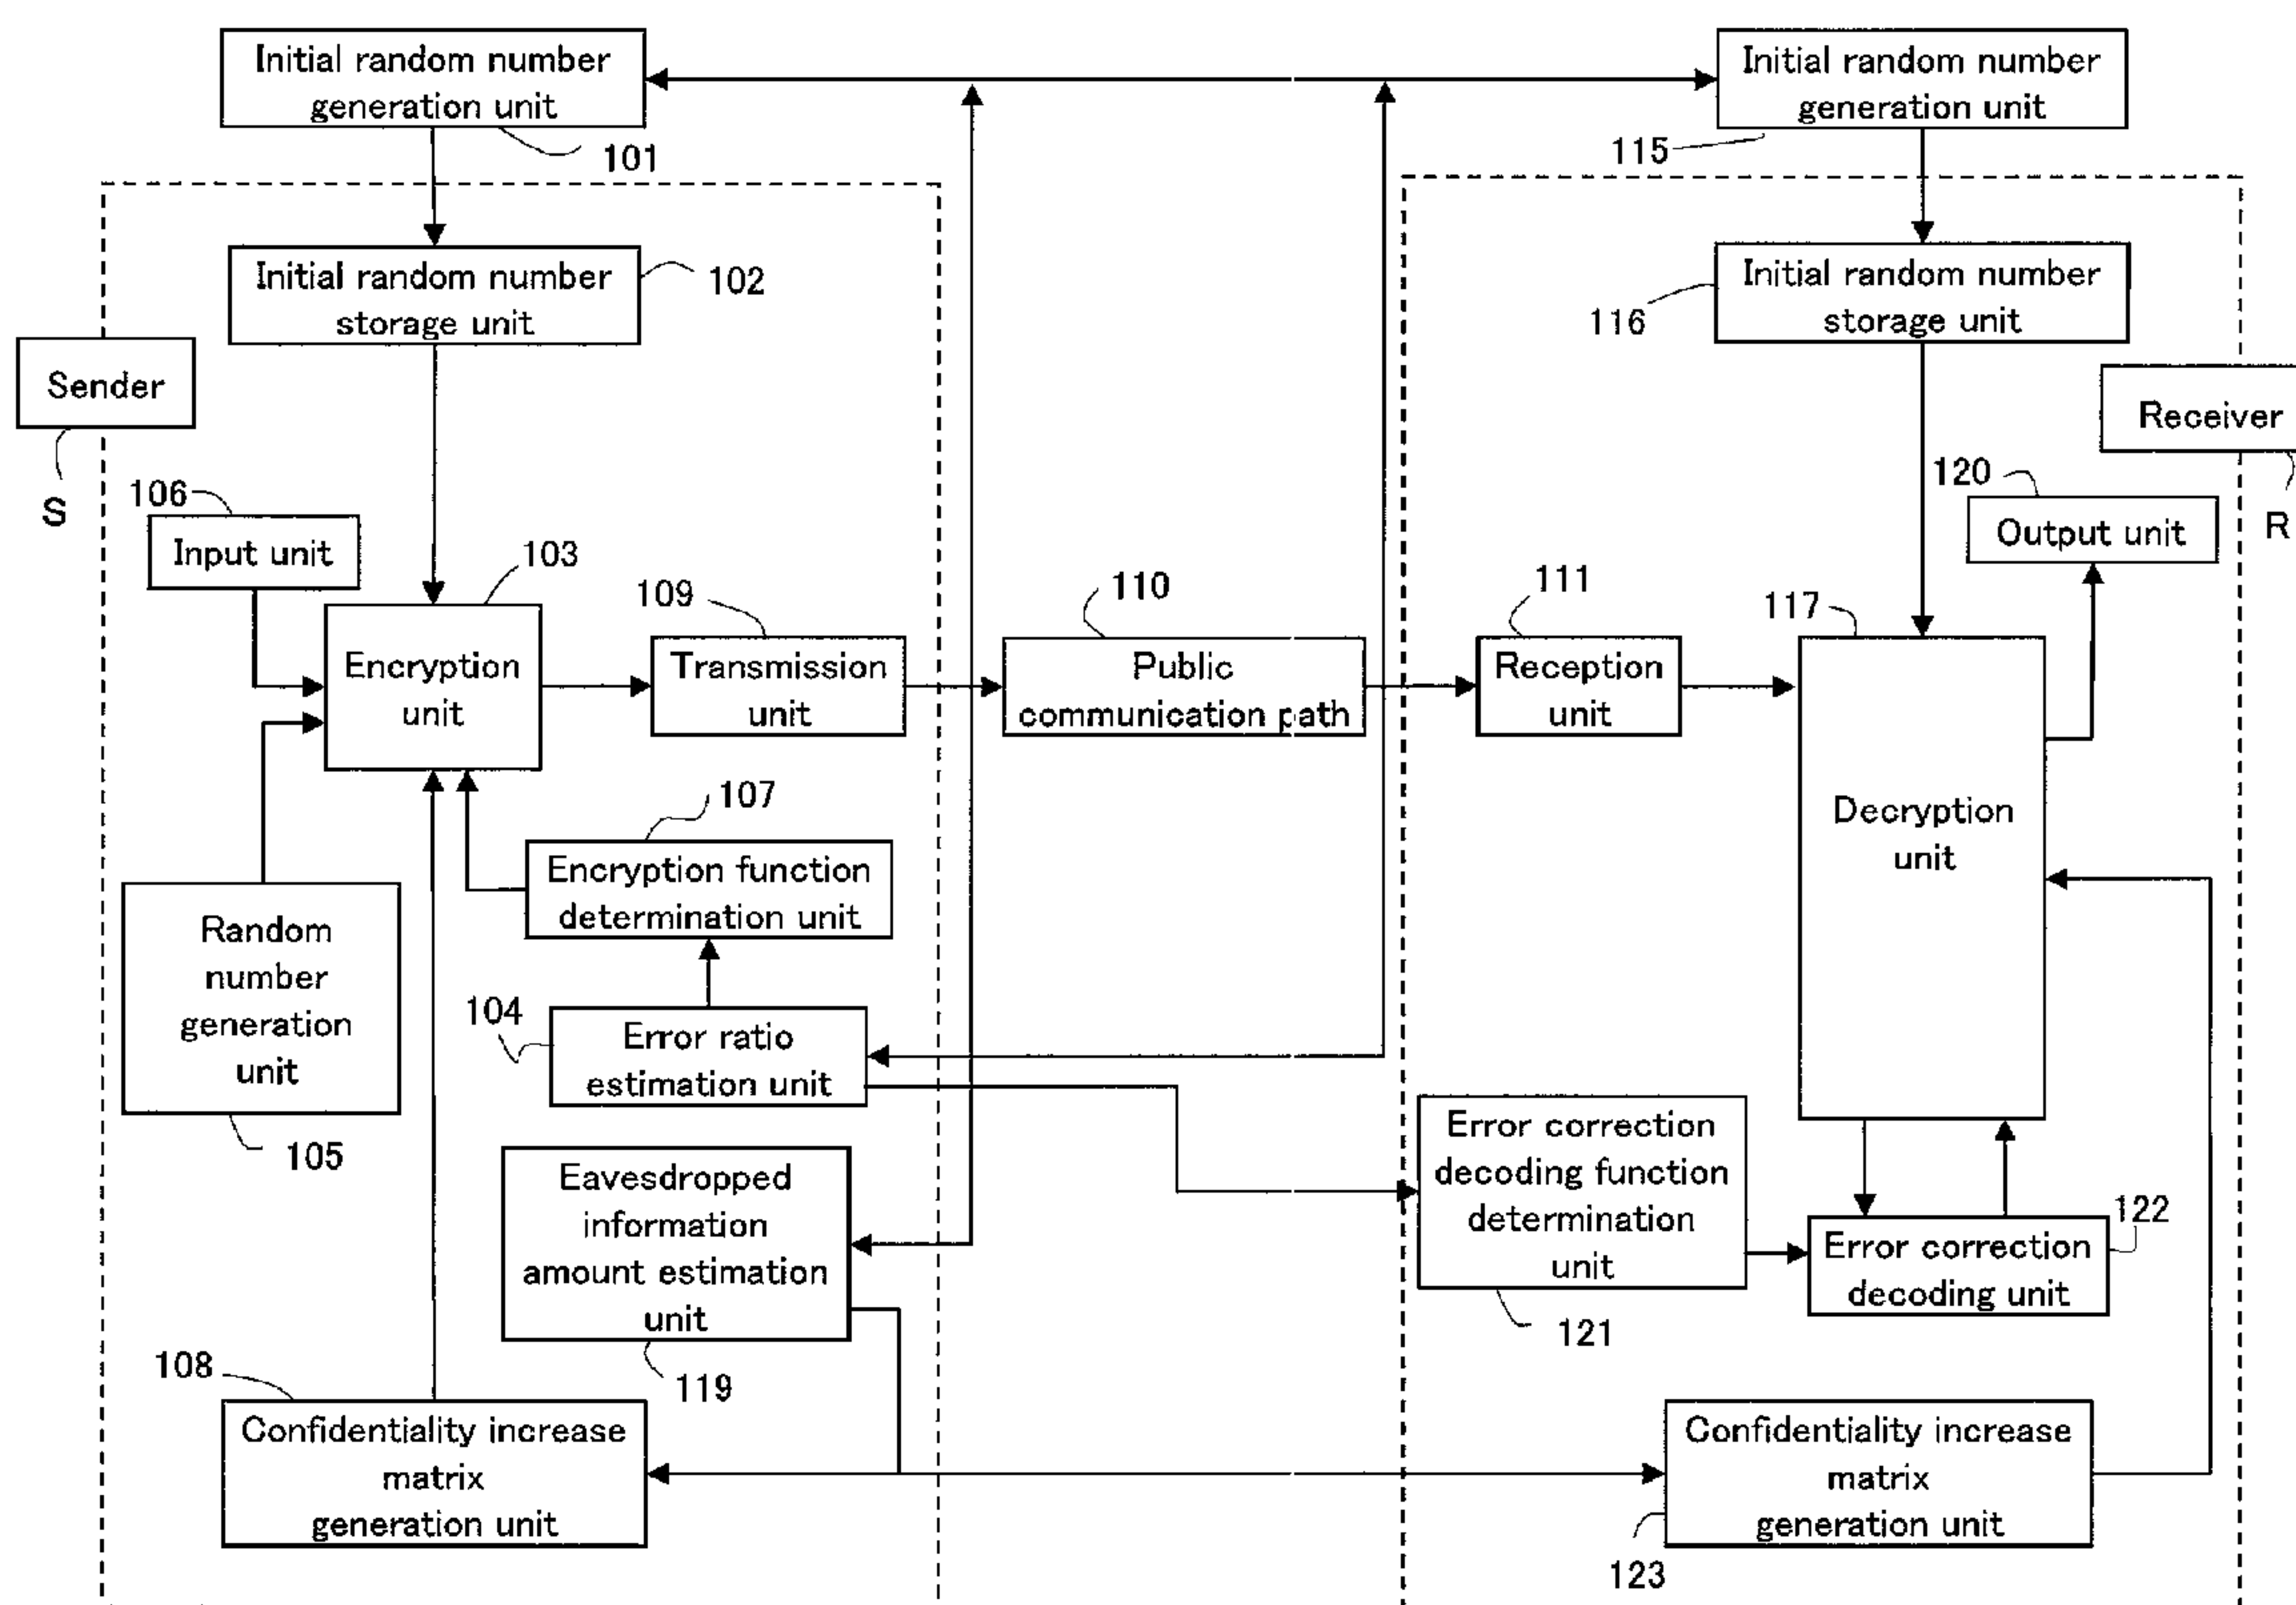 Initial random number
generation unit
101
Initial random number
generation unit
115
Initial random number
storage unit
102
Initial random number
storage unit
116
Sender
S
Receiver
R
106
Input unit
120
Output unit
103
Encryption
unit
109
Transmission
unit
110
Public
communication path
111
Reception
unit
117
Decryption
unit
107
Encryption function
determination unit
Random
number
generation
unit
105
104
Error ratio
estimation unit
Eavesdropped
information
amount estimation
unit
119
Error correction
decoding function
determination
unit
121
122
Error correction
decoding unit
108
Confidentiality increase
matrix
generation unit
Confidentiality increase
matrix
generation unit
123